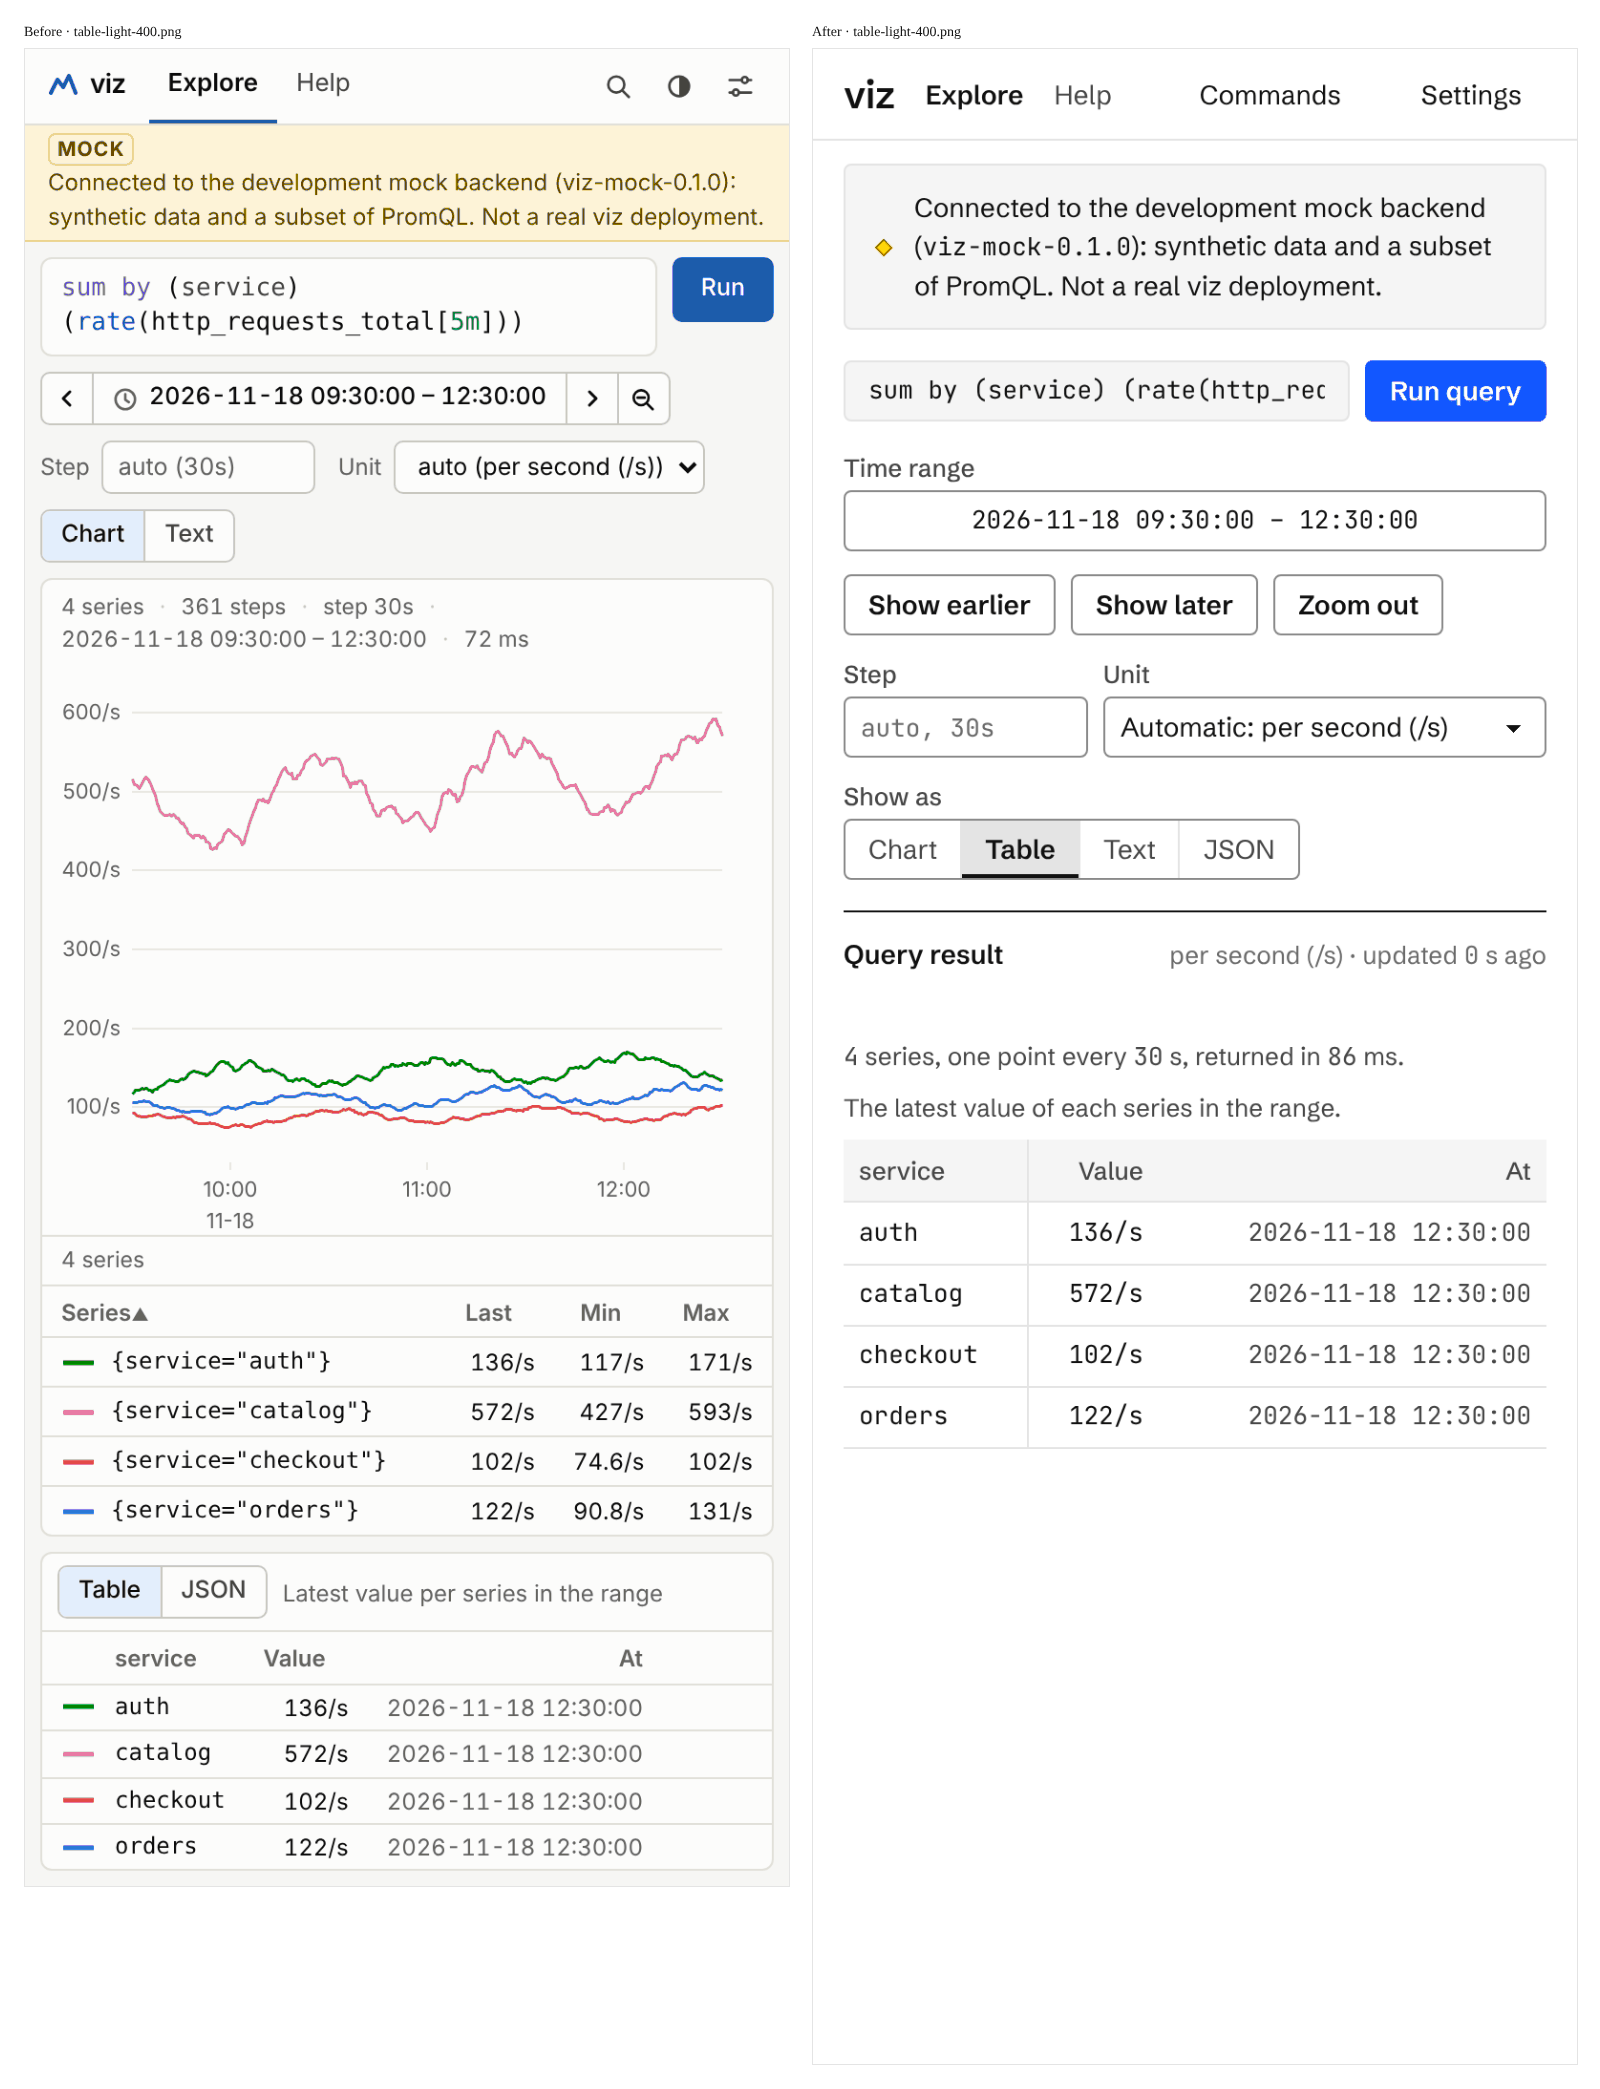 Before · table-light-400.png
viz Explore Help
MOCK
Connected to the development mock backend (viz-mock-0.1.0):
synthetic data and a subset of PromQL. Not a real viz deployment.
sum by (service)
(rate(http_requests_total[5m]))
Run
2026-11-18 09:30:00 – 12:30:00
Step auto (30s) Unit auto (per second (/s))
Chart Text
4 series · 361 steps · step 30s ·
2026-11-18 09:30:00 – 12:30:00 · 72 ms
600/s
500/s
400/s
300/s
200/s
100/s
10:00 11:00 12:00
11-18
4 series
Series▲ Last Min Max
{service="auth"} 136/s 117/s 171/s
{service="catalog"} 572/s 427/s 593/s
{service="checkout"} 102/s 74.6/s 102/s
{service="orders"} 122/s 90.8/s 131/s
Table JSON Latest value per series in the range
service Value At
auth 136/s 2026-11-18 12:30:00
catalog 572/s 2026-11-18 12:30:00
checkout 102/s 2026-11-18 12:30:00
orders 122/s 2026-11-18 12:30:00
After · table-light-400.png
viz Explore Help Commands Settings
Connected to the development mock backend
(viz-mock-0.1.0): synthetic data and a subset
of PromQL. Not a real viz deployment.
sum by (service) (rate(http_req
Run query
Time range
2026-11-18 09:30:00 – 12:30:00
Show earlier Show later Zoom out
Step Unit
auto, 30s Automatic: per second (/s)
Show as
Chart Table Text JSON
Query result per second (/s) · updated 0 s ago
4 series, one point every 30 s, returned in 86 ms.
The latest value of each series in the range.
service Value At
auth 136/s 2026-11-18 12:30:00
catalog 572/s 2026-11-18 12:30:00
checkout 102/s 2026-11-18 12:30:00
orders 122/s 2026-11-18 12:30:00